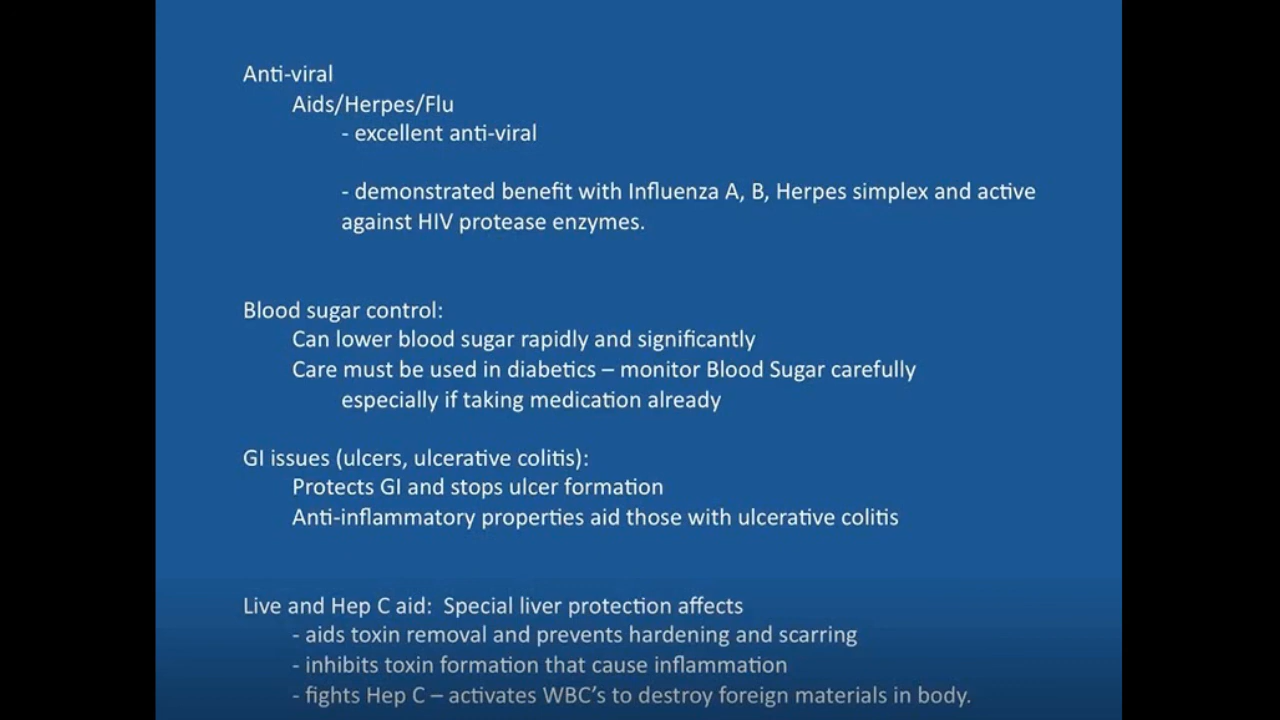 Anti-viral
Aids/Herpes/Flu
- excellent anti-viral
- demonstrated benefit with Influenza A, B, Herpes simplex and active
against HIV protease enzymes.
Blood sugar control:
Can lower blood sugar rapidly and significantly
Care must be used in diabetics – monitor Blood Sugar carefully
especially if taking medication already
GI issues (ulcers, ulcerative colitis):
Protects GI and stops ulcer formation
Anti-inflammatory properties aid those with ulcerative colitis
Live and Hep C aid:  Special liver protection affects
- aids toxin removal and prevents hardening and scarring
- inhibits toxin formation that cause inflammation
- fights Hep C – activates WBC’s to destroy foreign materials in body.